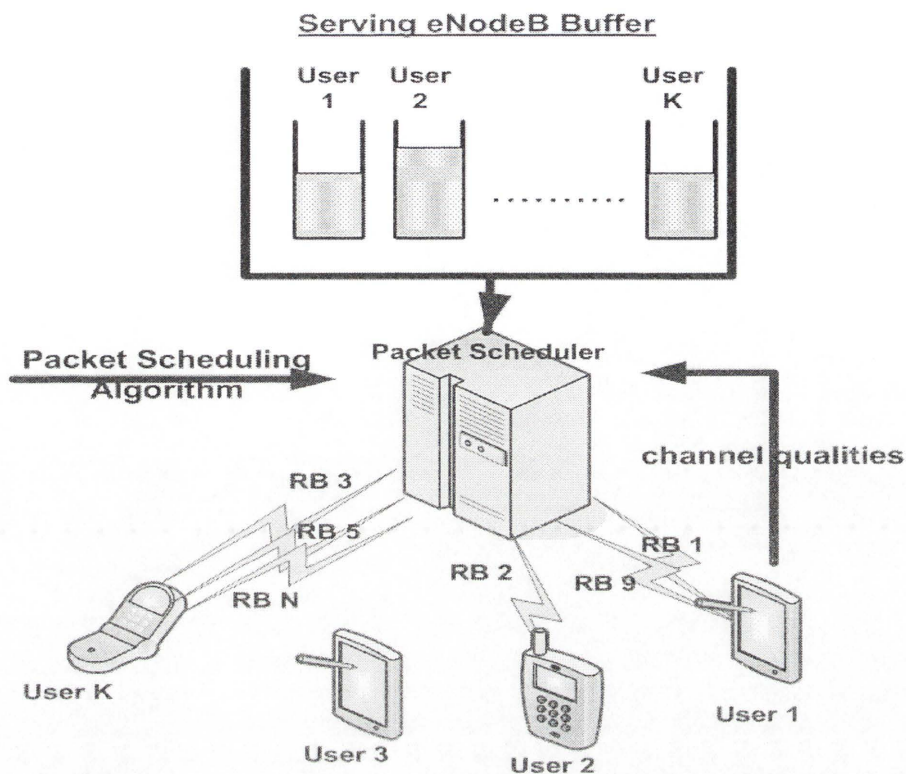 Serving eNodeB Buffer
User
1
User
2
User
K
Packet Scheduler
Packet Scheduling
Algorithm
channel qualities
RB 3
RB 5
RB N
RB 2
RB 1
RB 9
User K
User 3
User 2
User 1